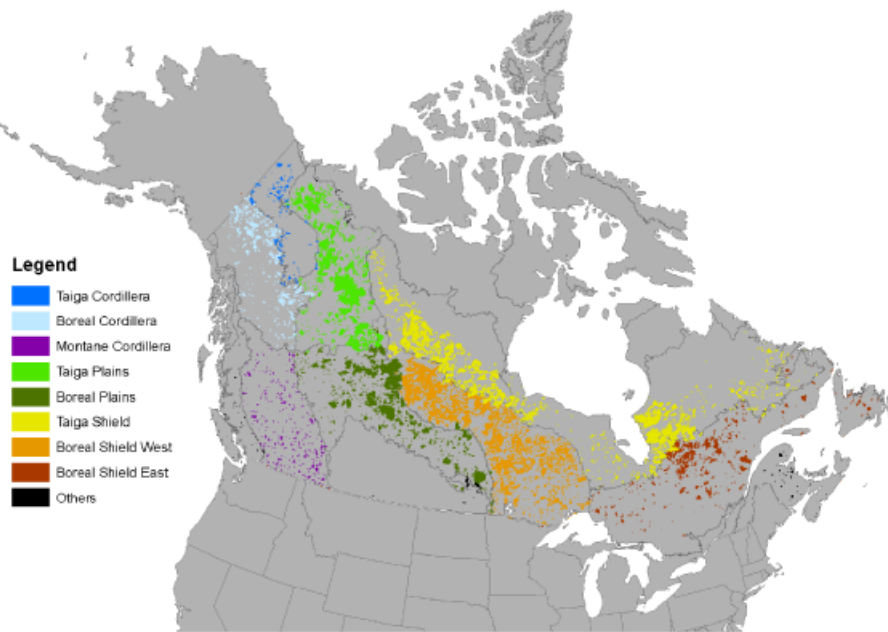 Legend
Taiga Cordillera
Boreal Cordillera
Montane Cordillera
Taiga Plains
Boreal Plains
Taiga Shield
Boreal Shield West
Boreal Shield East
Others